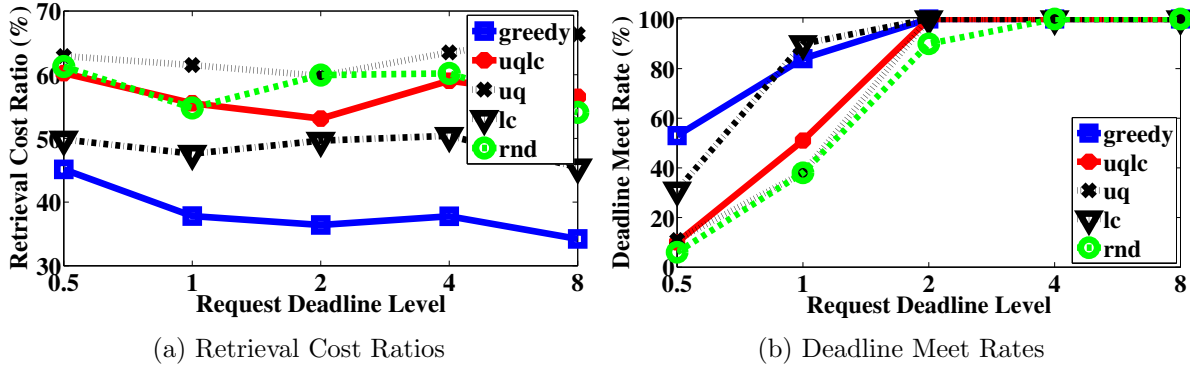 Retrieval Cost Ratio (%)
70
60
50
40
30
0.5 1 2 4 8
Request Deadline Level
greedy
uqlc
uq
lc
rnd
(a) Retrieval Cost Ratios
Deadline Meet Rate (%)
100
80
60
40
20
0
0.5 1 2 4 8
Request Deadline Level
greedy
uqlc
uq
lc
rnd
(b) Deadline Meet Rates